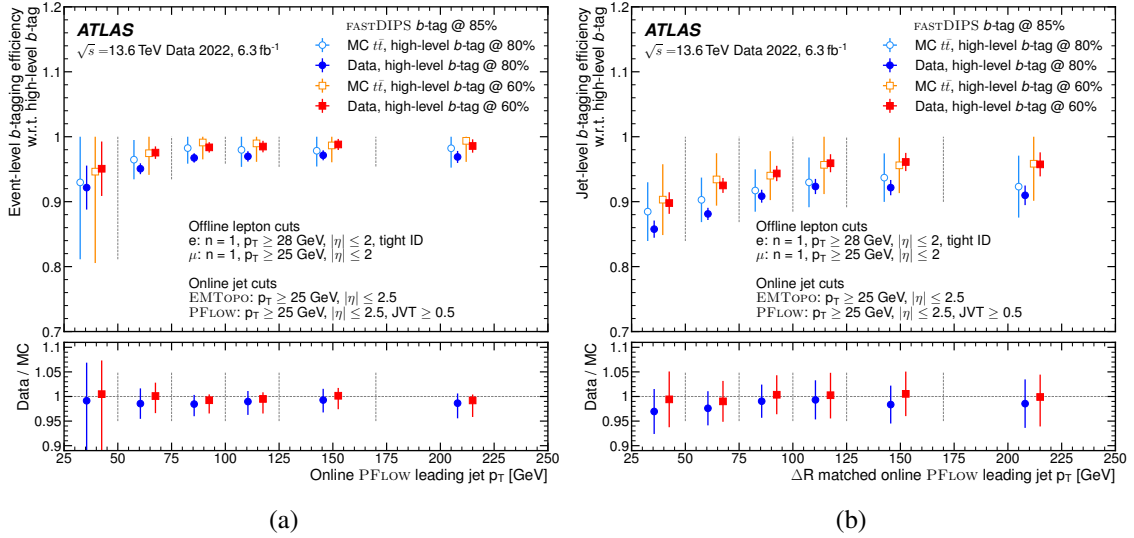 Event-level b-tagging efficiency
w.r.t. high-level b-tag
1.2
1.1
1
0.9
0.8
0.7
ATLAS
√s = 13.6 TeV Data 2022, 6.3 fb⁻¹
FASTDIPS b-tag @ 85%
MC tt̄, high-level b-tag @ 80%
Data, high-level b-tag @ 80%
MC tt̄, high-level b-tag @ 60%
Data, high-level b-tag @ 60%
Offline lepton cuts
e: n = 1, p_T ≥ 28 GeV, |η| ≤ 2, tight ID
μ: n = 1, p_T ≥ 25 GeV, |η| ≤ 2
Online jet cuts
EMTOPO: p_T ≥ 25 GeV, |η| ≤ 2.5
PFLOW: p_T ≥ 25 GeV, |η| ≤ 2.5, JVT ≥ 0.5
Data / MC
1.1
1.05
1
0.95
0.9
25 50 75 100 125 150 175 200 225 250
Online PFLOW leading jet p_T [GeV]
(a)
Jet-level b-tagging efficiency
w.r.t. high-level b-tag
1.2
1.1
1
0.9
0.8
0.7
ATLAS
√s = 13.6 TeV Data 2022, 6.3 fb⁻¹
FASTDIPS b-tag @ 85%
MC tt̄, high-level b-tag @ 80%
Data, high-level b-tag @ 80%
MC tt̄, high-level b-tag @ 60%
Data, high-level b-tag @ 60%
Offline lepton cuts
e: n = 1, p_T ≥ 28 GeV, |η| ≤ 2, tight ID
μ: n = 1, p_T ≥ 25 GeV, |η| ≤ 2
Online jet cuts
EMTOPO: p_T ≥ 25 GeV, |η| ≤ 2.5
PFLOW: p_T ≥ 25 GeV, |η| ≤ 2.5, JVT ≥ 0.5
Data / MC
1.1
1.05
1
0.95
0.9
25 50 75 100 125 150 175 200 225 250
ΔR matched online PFLOW leading jet p_T [GeV]
(b)